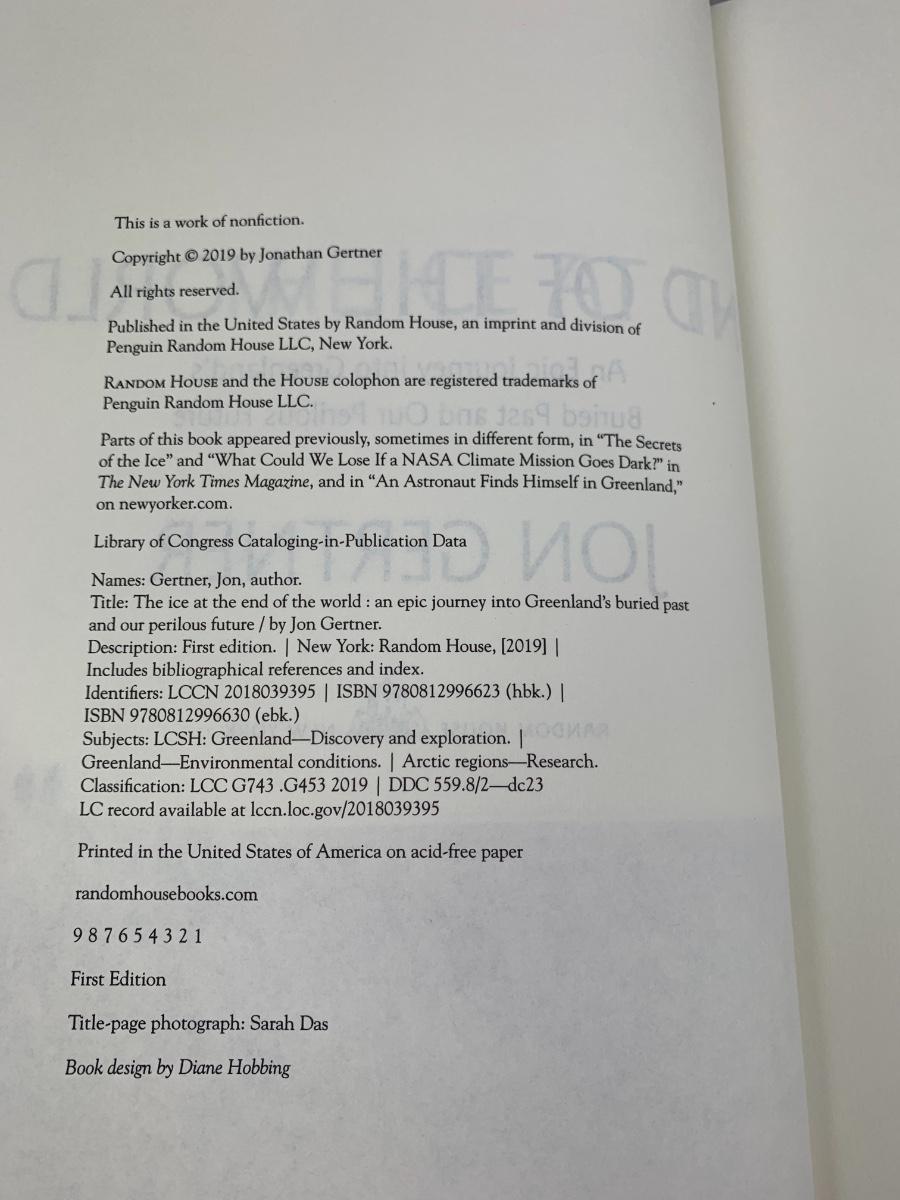 This is a work of nonfiction.
Copyright © 2019 by Jonathan Gertner
All rights reserved.
Published in the United States by Random House, an imprint and division of
Penguin Random House LLC, New York.
RANDOM HOUSE and the HOUSE colophon are registered trademarks of
Penguin Random House LLC.
Parts of this book appeared previously, sometimes in different form, in “The Secrets
of the Ice” and “What Could We Lose If a NASA Climate Mission Goes Dark?” in
The New York Times Magazine, and in “An Astronaut Finds Himself in Greenland,”
on newyorker.com.
Library of Congress Cataloging-in-Publication Data
Names: Gertner, Jon, author.
Title: The ice at the end of the world : an epic journey into Greenland’s buried past
and our perilous future / by Jon Gertner.
Description: First edition. | New York: Random House, [2019] |
Includes bibliographical references and index.
Identifiers: LCCN 2018039395 | ISBN 9780812996623 (hbk.) |
ISBN 9780812996630 (ebk.)
Subjects: LCSH: Greenland—Discovery and exploration. |
Greenland—Environmental conditions. | Arctic regions—Research.
Classification: LCC G743 .G453 2019 | DDC 559.8/2—dc23
LC record available at lccn.loc.gov/2018039395
Printed in the United States of America on acid-free paper
randomhousebooks.com
9 8 7 6 5 4 3 2 1
First Edition
Title-page photograph: Sarah Das
Book design by Diane Hobbing